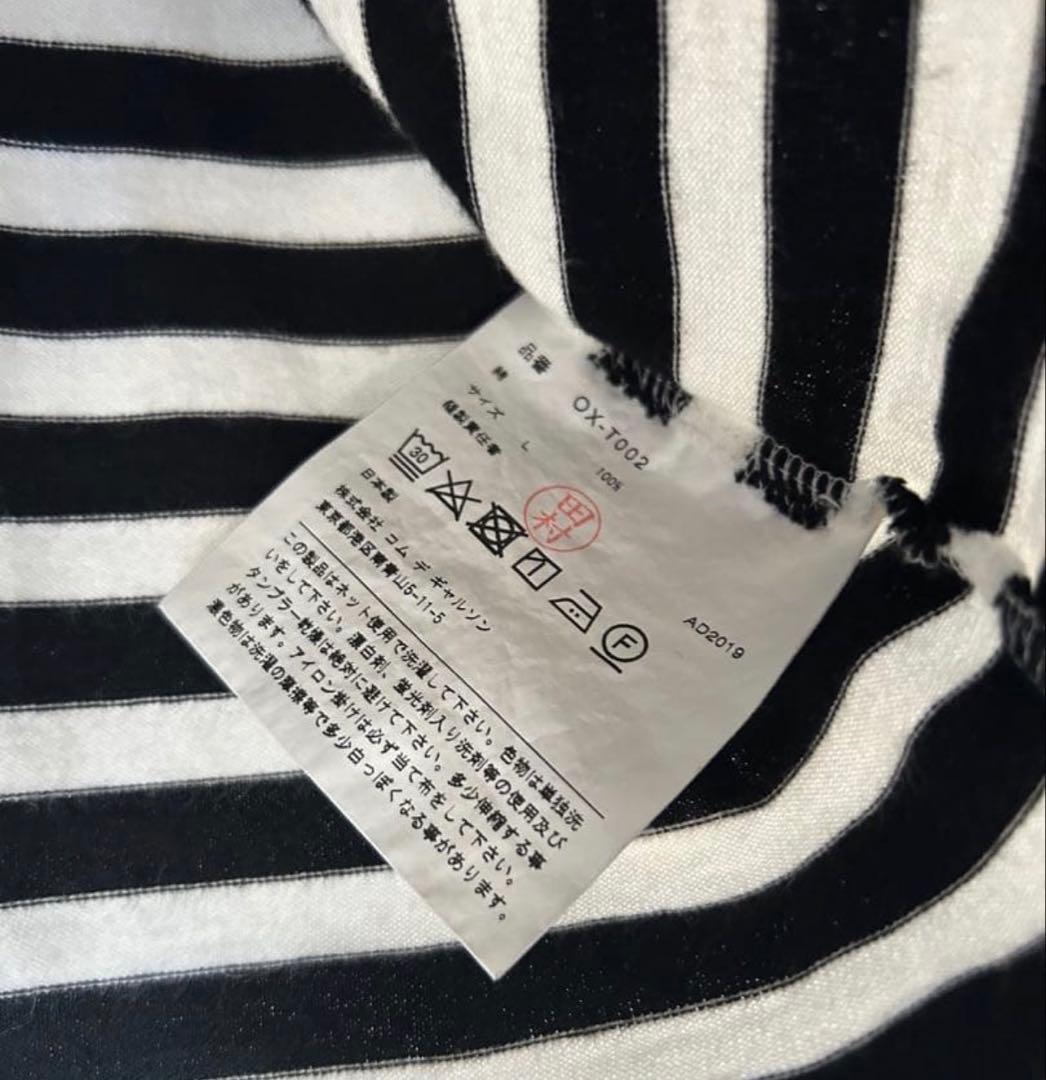 品番 OX-T002
綿 100%
サイズ L
縫製責任者 田村
30
F
日本製 AD2019
株式会社 コム デ ギャルソン
東京都港区南青山5-11-5
この製品はネット使用で洗濯して下さい。色物は単独洗
いをして下さい。漂白剤、蛍光剤入り洗剤等の使用及び
タンブラー乾燥は絶対に避けて下さい。多少伸縮する事
があります。アイロン掛けは必ず当て布をして下さい。
濃色物は洗濯の環境等で多少白っぽくなる事があります。